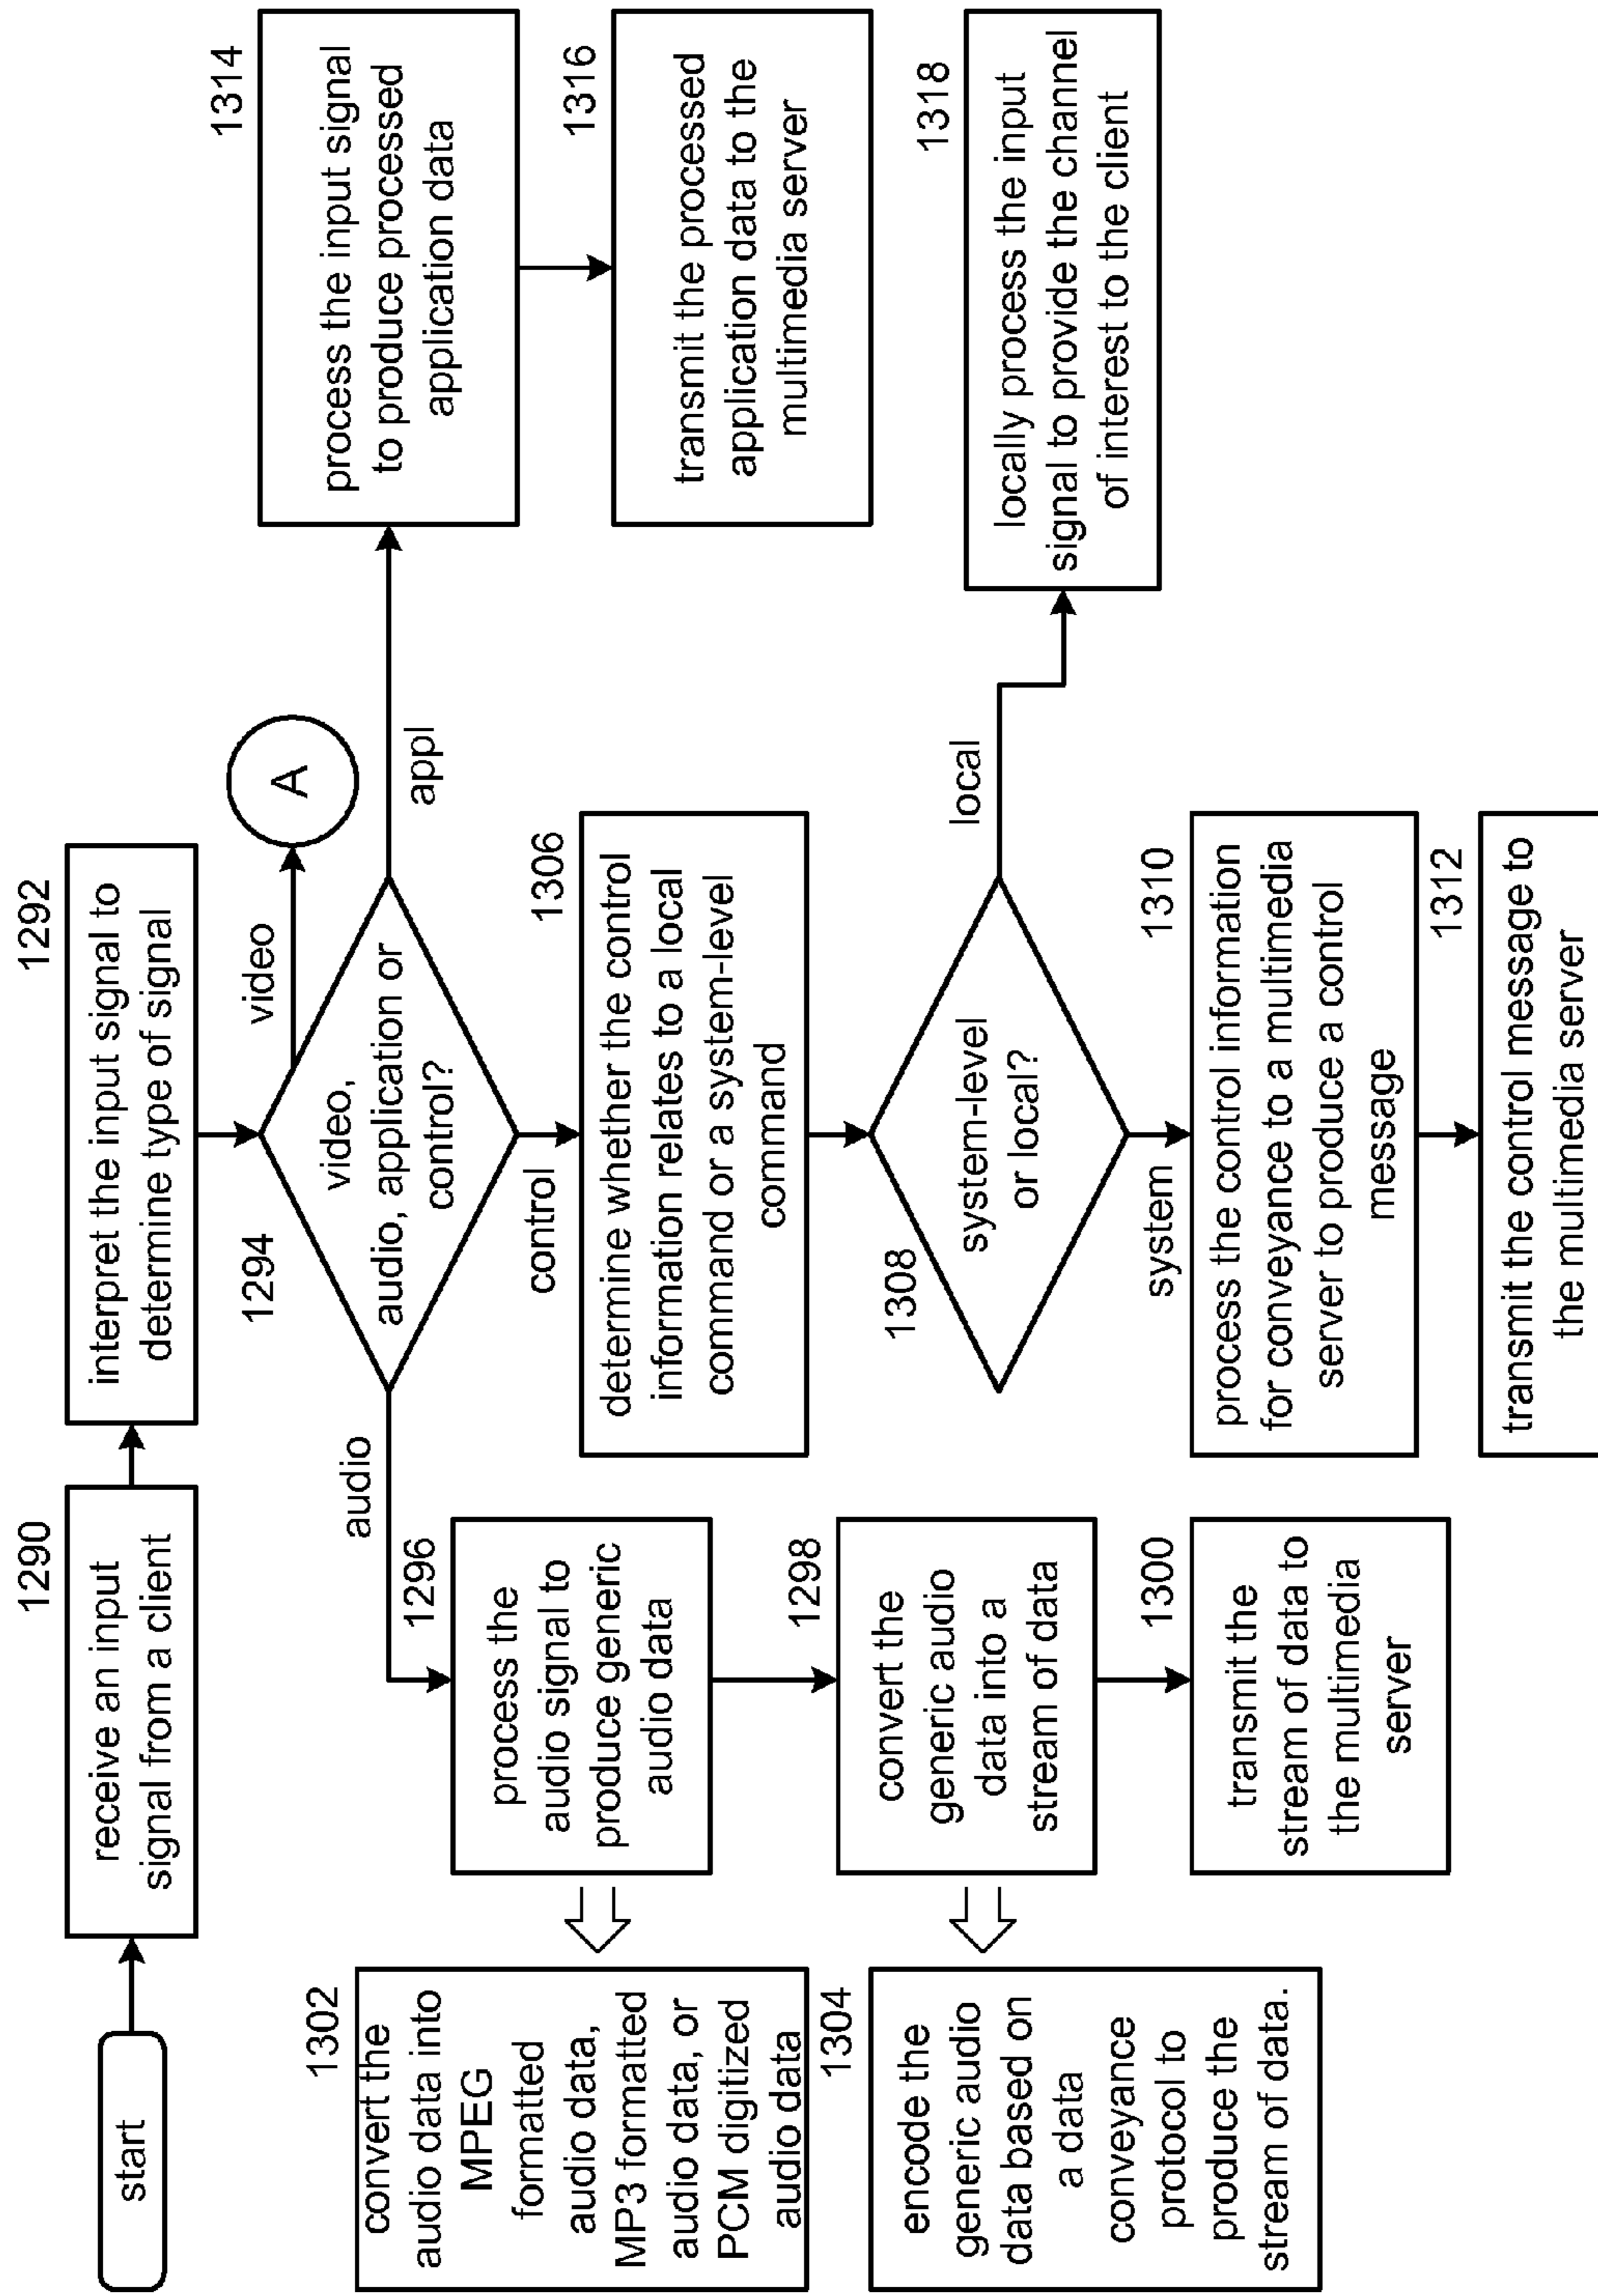 start
1290
receive an input
signal from a client
1292
interpret the input signal to
determine type of signal
1294
video,
audio, application or
control?
video
A
appl
audio
control
1296
process the
audio signal to
produce generic
audio data
1298
convert the
generic audio
data into a
stream of data
1300
transmit the
stream of data to
the multimedia
server
1302
convert the
audio data into
MPEG
formatted
audio data,
MP3 formatted
audio data, or
PCM digitized
audio data
1304
encode the
generic audio
data based on
a data
conveyance
protocol to
produce the
stream of data.
1306
determine whether the control
information relates to a local
command or a system-level
command
1308
system-level
or local?
local
system
1310
process the control information
for conveyance to a multimedia
server to produce a control
message
1312
transmit the control message to
the multimedia server
1314
process the input signal
to produce processed
application data
1316
transmit the processed
application data to the
multimedia server
1318
locally process the input
signal to provide the channel
of interest to the client